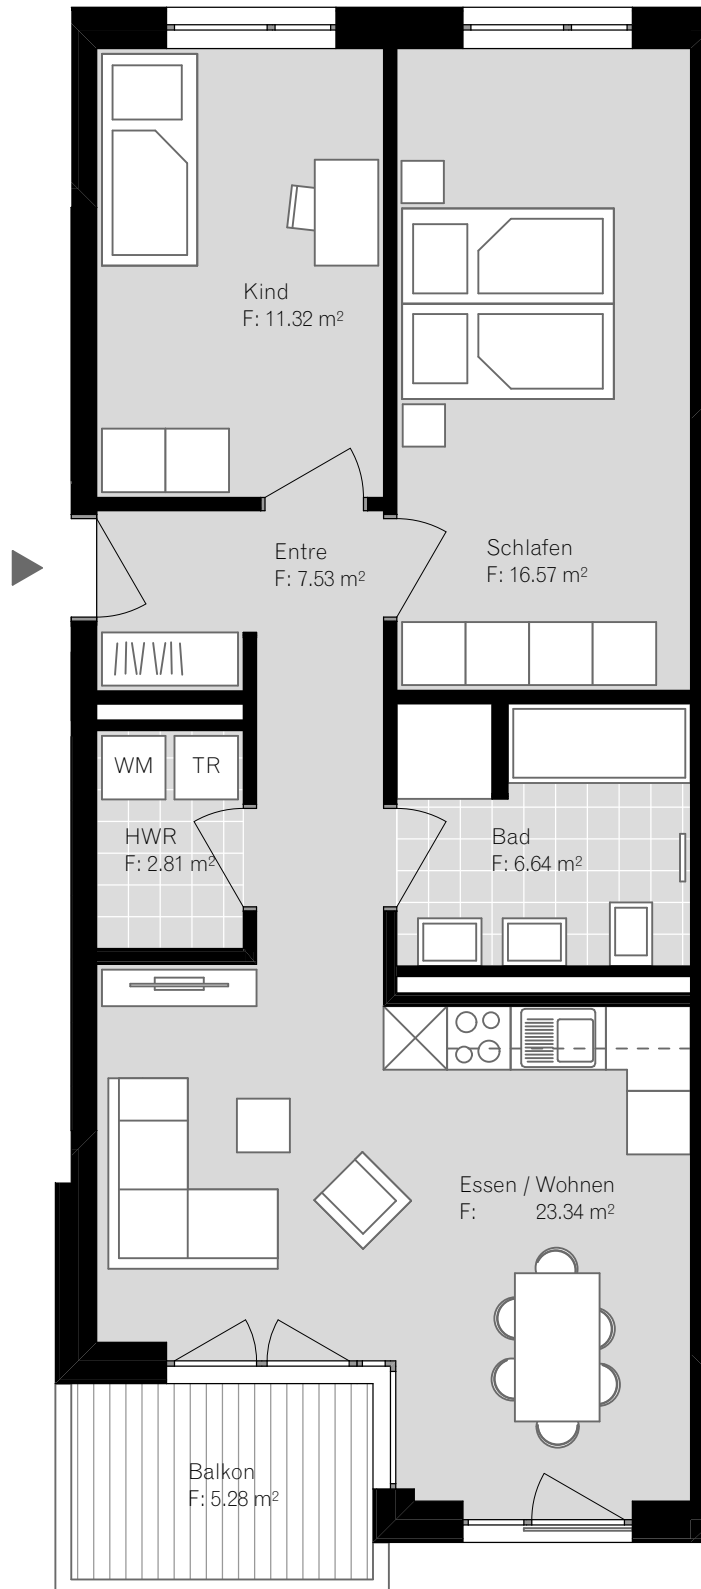 Kind
F: 11.32 m²
Entre
F: 7.53 m²
Schlafen
F: 16.57 m²
WM
TR
HWR
F: 2.81 m²
Bad
F: 6.64 m²
Essen / Wohnen
F: 23.34 m²
Balkon
F: 5.28 m²